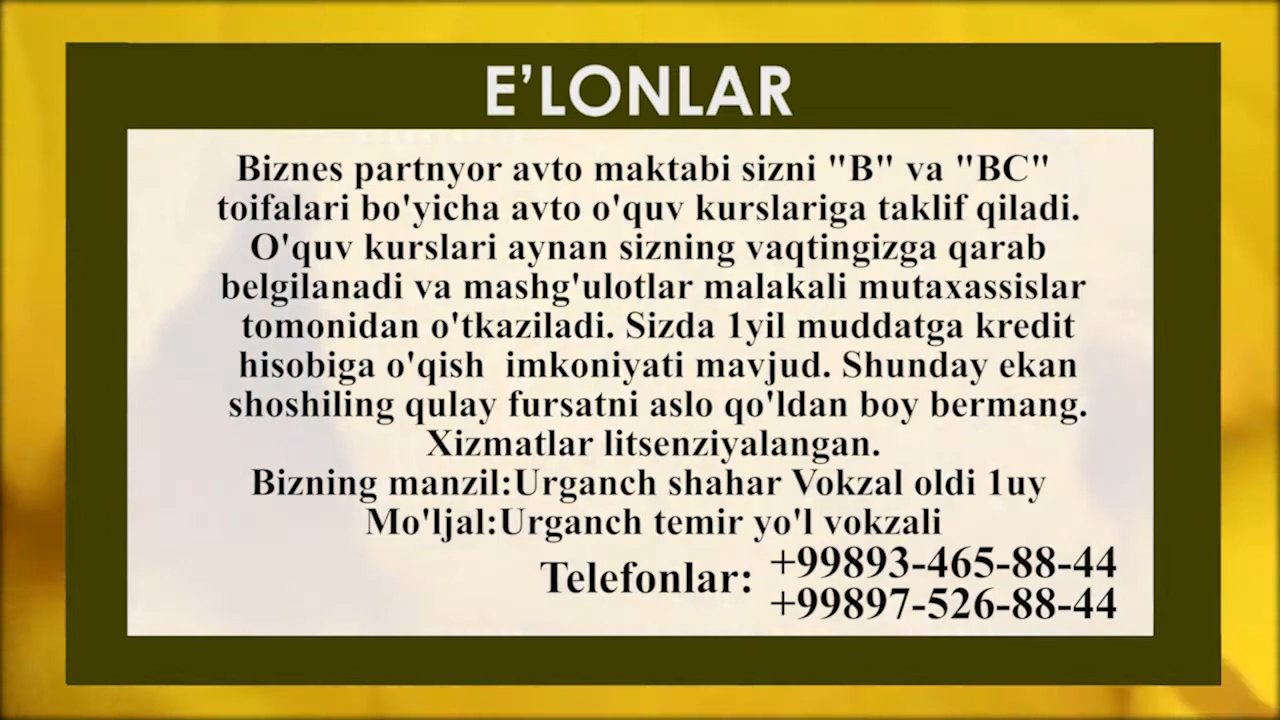 E’LONLAR
Biznes partnyor avto maktabi sizni "B" va "BC"
toifalari bo'yicha avto o'quv kurslariga taklif qiladi.
O'quv kurslari aynan sizning vaqtingizga qarab
belgilanadi va mashg'ulotlar malakali mutaxassislar
tomonidan o'tkaziladi. Sizda 1yil muddatga kredit
hisobiga o'qish  imkoniyati mavjud. Shunday ekan
shoshiling qulay fursatni aslo qo'ldan boy bermang.
Xizmatlar litsenziyalangan.
Bizning manzil:Urganch shahar Vokzal oldi 1uy
Mo'ljal:Urganch temir yo'l vokzali
Telefonlar: +99893-465-88-44
+99897-526-88-44